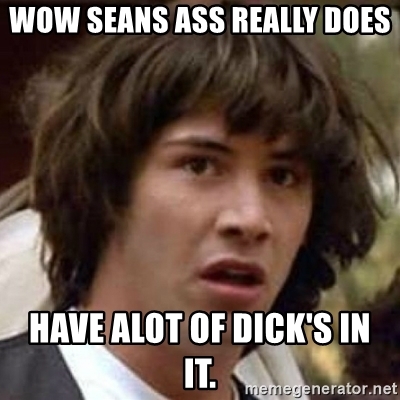 WOW SEANS ASS REALLY DOES
HAVE ALOT OF DICK'S IN
IT.
memegenerator.net